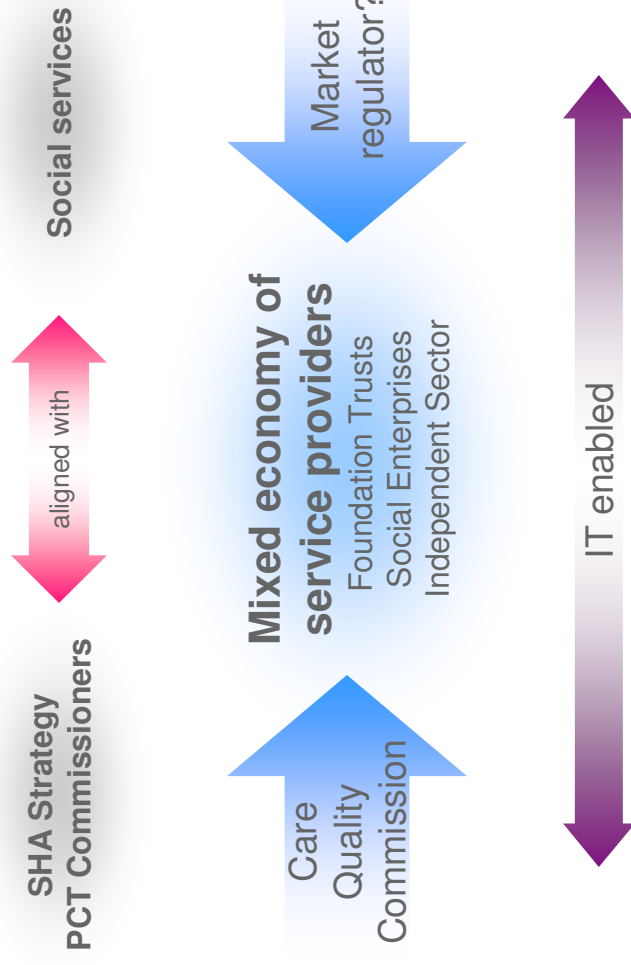 SHA Strategy
PCT Commissioners
aligned with
Social services
Care
Quality
Commission
Mixed economy of
service providers
Foundation Trusts
Social Enterprises
Independent Sector
Market
regulator?
IT enabled